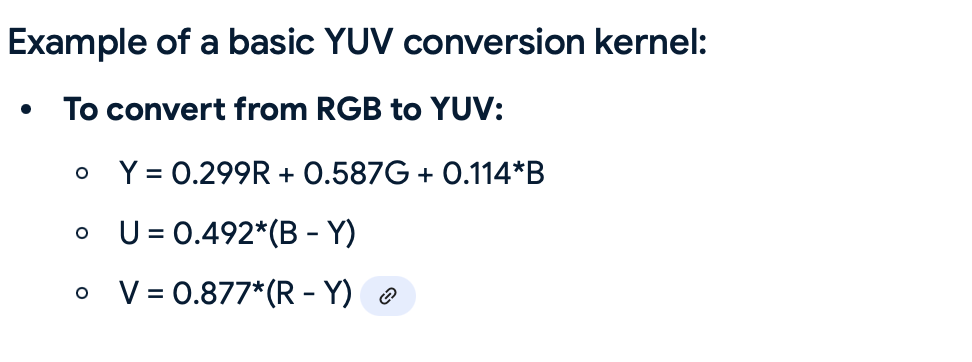 Example of a basic YUV conversion kernel:
• To convert from RGB to YUV:
○ Y = 0.299R + 0.587G + 0.114*B
○ U = 0.492*(B - Y)
○ V = 0.877*(R - Y)